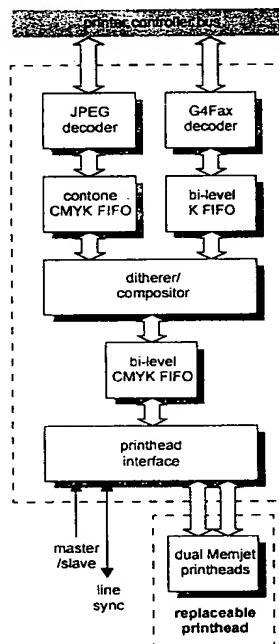 printer controller bus
JPEG
decoder
G4Fax
decoder
contone
CMYK FIFO
bi-level
K FIFO
ditherer/
compositor
bi-level
CMYK FIFO
printhead
interface
master
/slave
line
sync
dual Memjet
printheads
replaceable
printhead